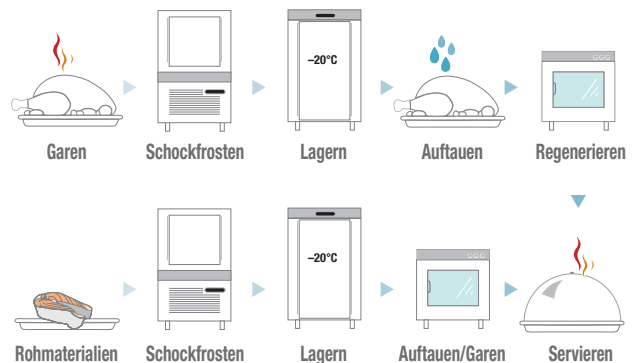 –20°C
Garen
Schockfrosten
Lagern
Auftauen
Regenerieren
–20°C
Rohmaterialien
Schockfrosten
Lagern
Auftauen/Garen
Servieren